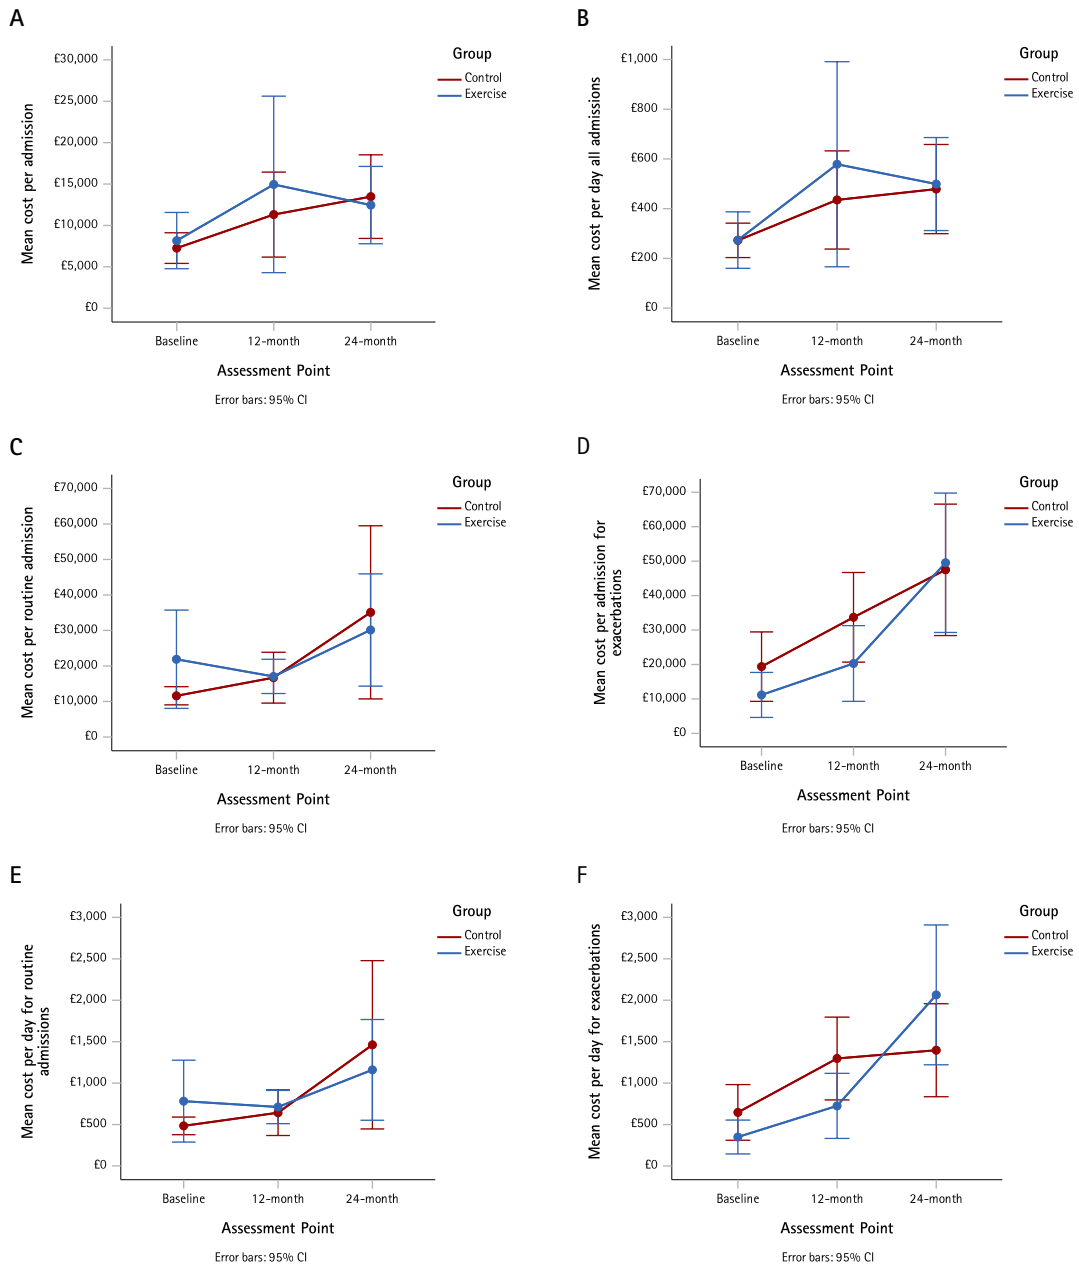 A
Mean cost per admission
£30,000
£25,000
£20,000
£15,000
£10,000
£5,000
£0
Baseline
12-month
24-month
Assessment Point
Error bars: 95% CI
Group
Control
Exercise
B
Mean cost per day all admissions
£1,000
£800
£600
£400
£200
£0
Baseline
12-month
24-month
Assessment Point
Error bars: 95% CI
Group
Control
Exercise
C
Mean cost per routine admission
£70,000
£60,000
£50,000
£40,000
£30,000
£20,000
£10,000
£0
Baseline
12-month
24-month
Assessment Point
Error bars: 95% CI
Group
Control
Exercise
D
Mean cost per admission for
exacerbations
£70,000
£60,000
£50,000
£40,000
£30,000
£20,000
£10,000
£0
Baseline
12-month
24-month
Assessment Point
Error bars: 95% CI
Group
Control
Exercise
E
Mean cost per day for routine
admissions
£3,000
£2,500
£2,000
£1,500
£1,000
£500
£0
Baseline
12-month
24-month
Assessment Point
Error bars: 95% CI
Group
Control
Exercise
F
Mean cost per day for exacerbations
£3,000
£2,500
£2,000
£1,500
£1,000
£500
£0
Baseline
12-month
24-month
Assessment Point
Error bars: 95% CI
Group
Control
Exercise